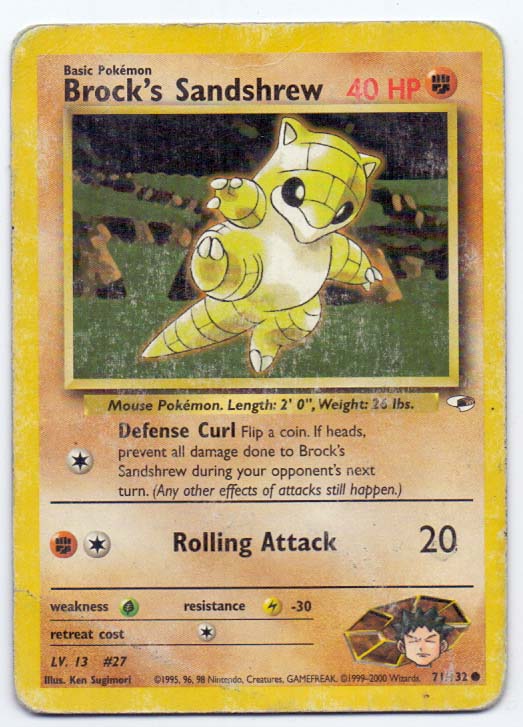 Basic Pokémon
Brock's Sandshrew 40 HP
Mouse Pokémon. Length: 2' 0", Weight: 26 lbs.
Defense Curl Flip a coin. If heads,
prevent all damage done to Brock's
Sandshrew during your opponent's next
turn. (Any other effects of attacks still happen.)
Rolling Attack 20
weakness resistance -30
retreat cost
LV. 13 #27
Illus. Ken Sugimori ©1995, 96, 98 Nintendo, Creatures, GAMEFREAK. ©1999-2000 Wizards. 71/132